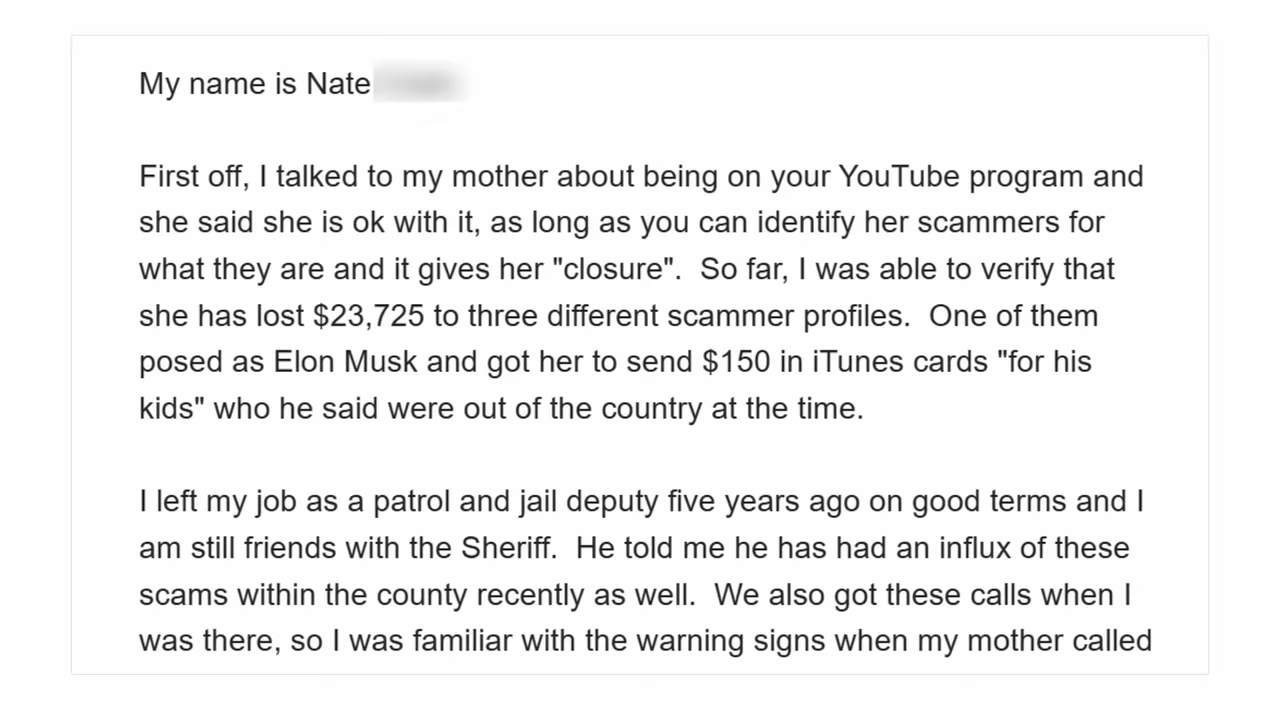 My name is Nate
First off, I talked to my mother about being on your YouTube program and
she said she is ok with it, as long as you can identify her scammers for
what they are and it gives her "closure".  So far, I was able to verify that
she has lost $23,725 to three different scammer profiles.  One of them
posed as Elon Musk and got her to send $150 in iTunes cards "for his
kids" who he said were out of the country at the time.
I left my job as a patrol and jail deputy five years ago on good terms and I
am still friends with the Sheriff.  He told me he has had an influx of these
scams within the county recently as well.  We also got these calls when I
was there, so I was familiar with the warning signs when my mother called